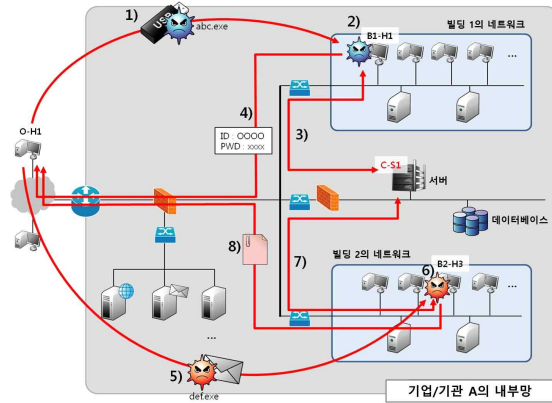 1)
USB
abc.exe
2)
B1-H1
빌딩 1의 네트워크
...
4)
O-H1
ID : OOOO
PWD : xxxx
3)
C-S1
서버
데이터베이스
8)
7)
빌딩 2의 네트워크
6)
B2-H3
...
...
5)
def.exe
기업/기관 A의 내부망